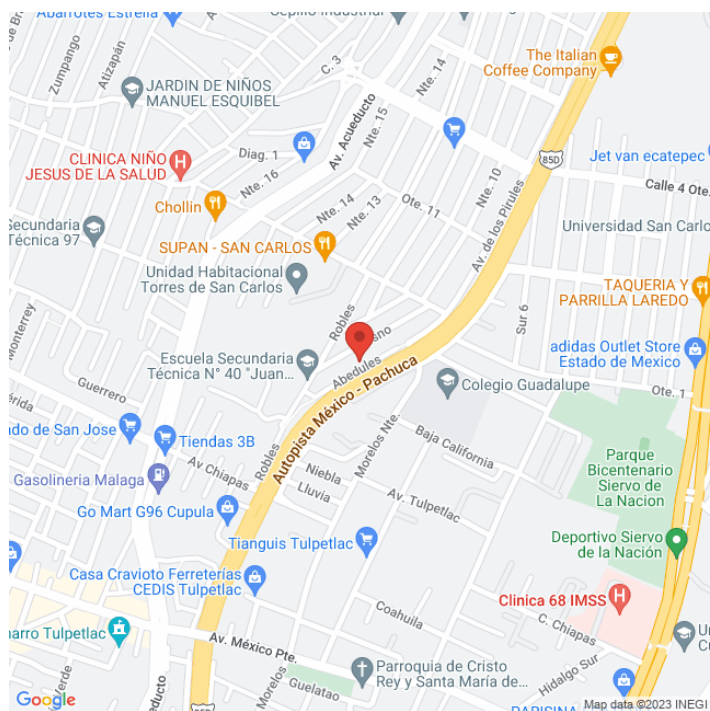 Abarrotes Estrella
Cepillo Industrial
Zumpango
Atizapán
C. 3
Nte. 14
The Italian
Coffee Company
JARDIN DE NIÑOS
MANUEL ESQUIBEL
Av. Acueducto
Nte. 15
85D
CLINICA NIÑO
JESUS DE LA SALUD
Diag. 1
Nte. 16
Nte. 10
Jet van ecatepec
Calle 4 Ote.
Chollin
Nte. 14
Nte. 13
Ote. 11
Av. de los Pirules
Secundaria
Técnica 97
SUPAN - SAN CARLOS
Universidad San Carlo
Unidad Habitacional
Torres de San Carlos
TAQUERIA Y
PARRILLA LAREDO
Monterrey
Robles
Sur 6
Escuela Secundaria
Técnica N° 40 "Juan...
Abedules
adidas Outlet Store
Estado de Mexico
Autopista México - Pachuca
Colegio Guadalupe
Ote. 1
Guerrero
érida
ado de San Jose
Tiendas 3B
Robles
Morelos Nte.
Baja California
Parque
Bicentenario
Siervo de
La Nacion
Gasolineria Malaga
Av Chiapas
Niebla
Lluvia
Av. Tulpetlac
Go Mart G96 Cupula
Tianguis Tulpetlac
Deportivo Siervo
de la Nación
Casa Cravioto Ferreterías
CEDIS Tulpetlac
Clinica 68 IMSS
Coahuila
C. Chiapas
harro Tulpetlac
Av. México Pte.
Hidalgo Sur
Parroquia de Cristo
Rey y Santa María de...
Morelos
Guelatao
PARISINA
Google
Map data ©2023 INEGI